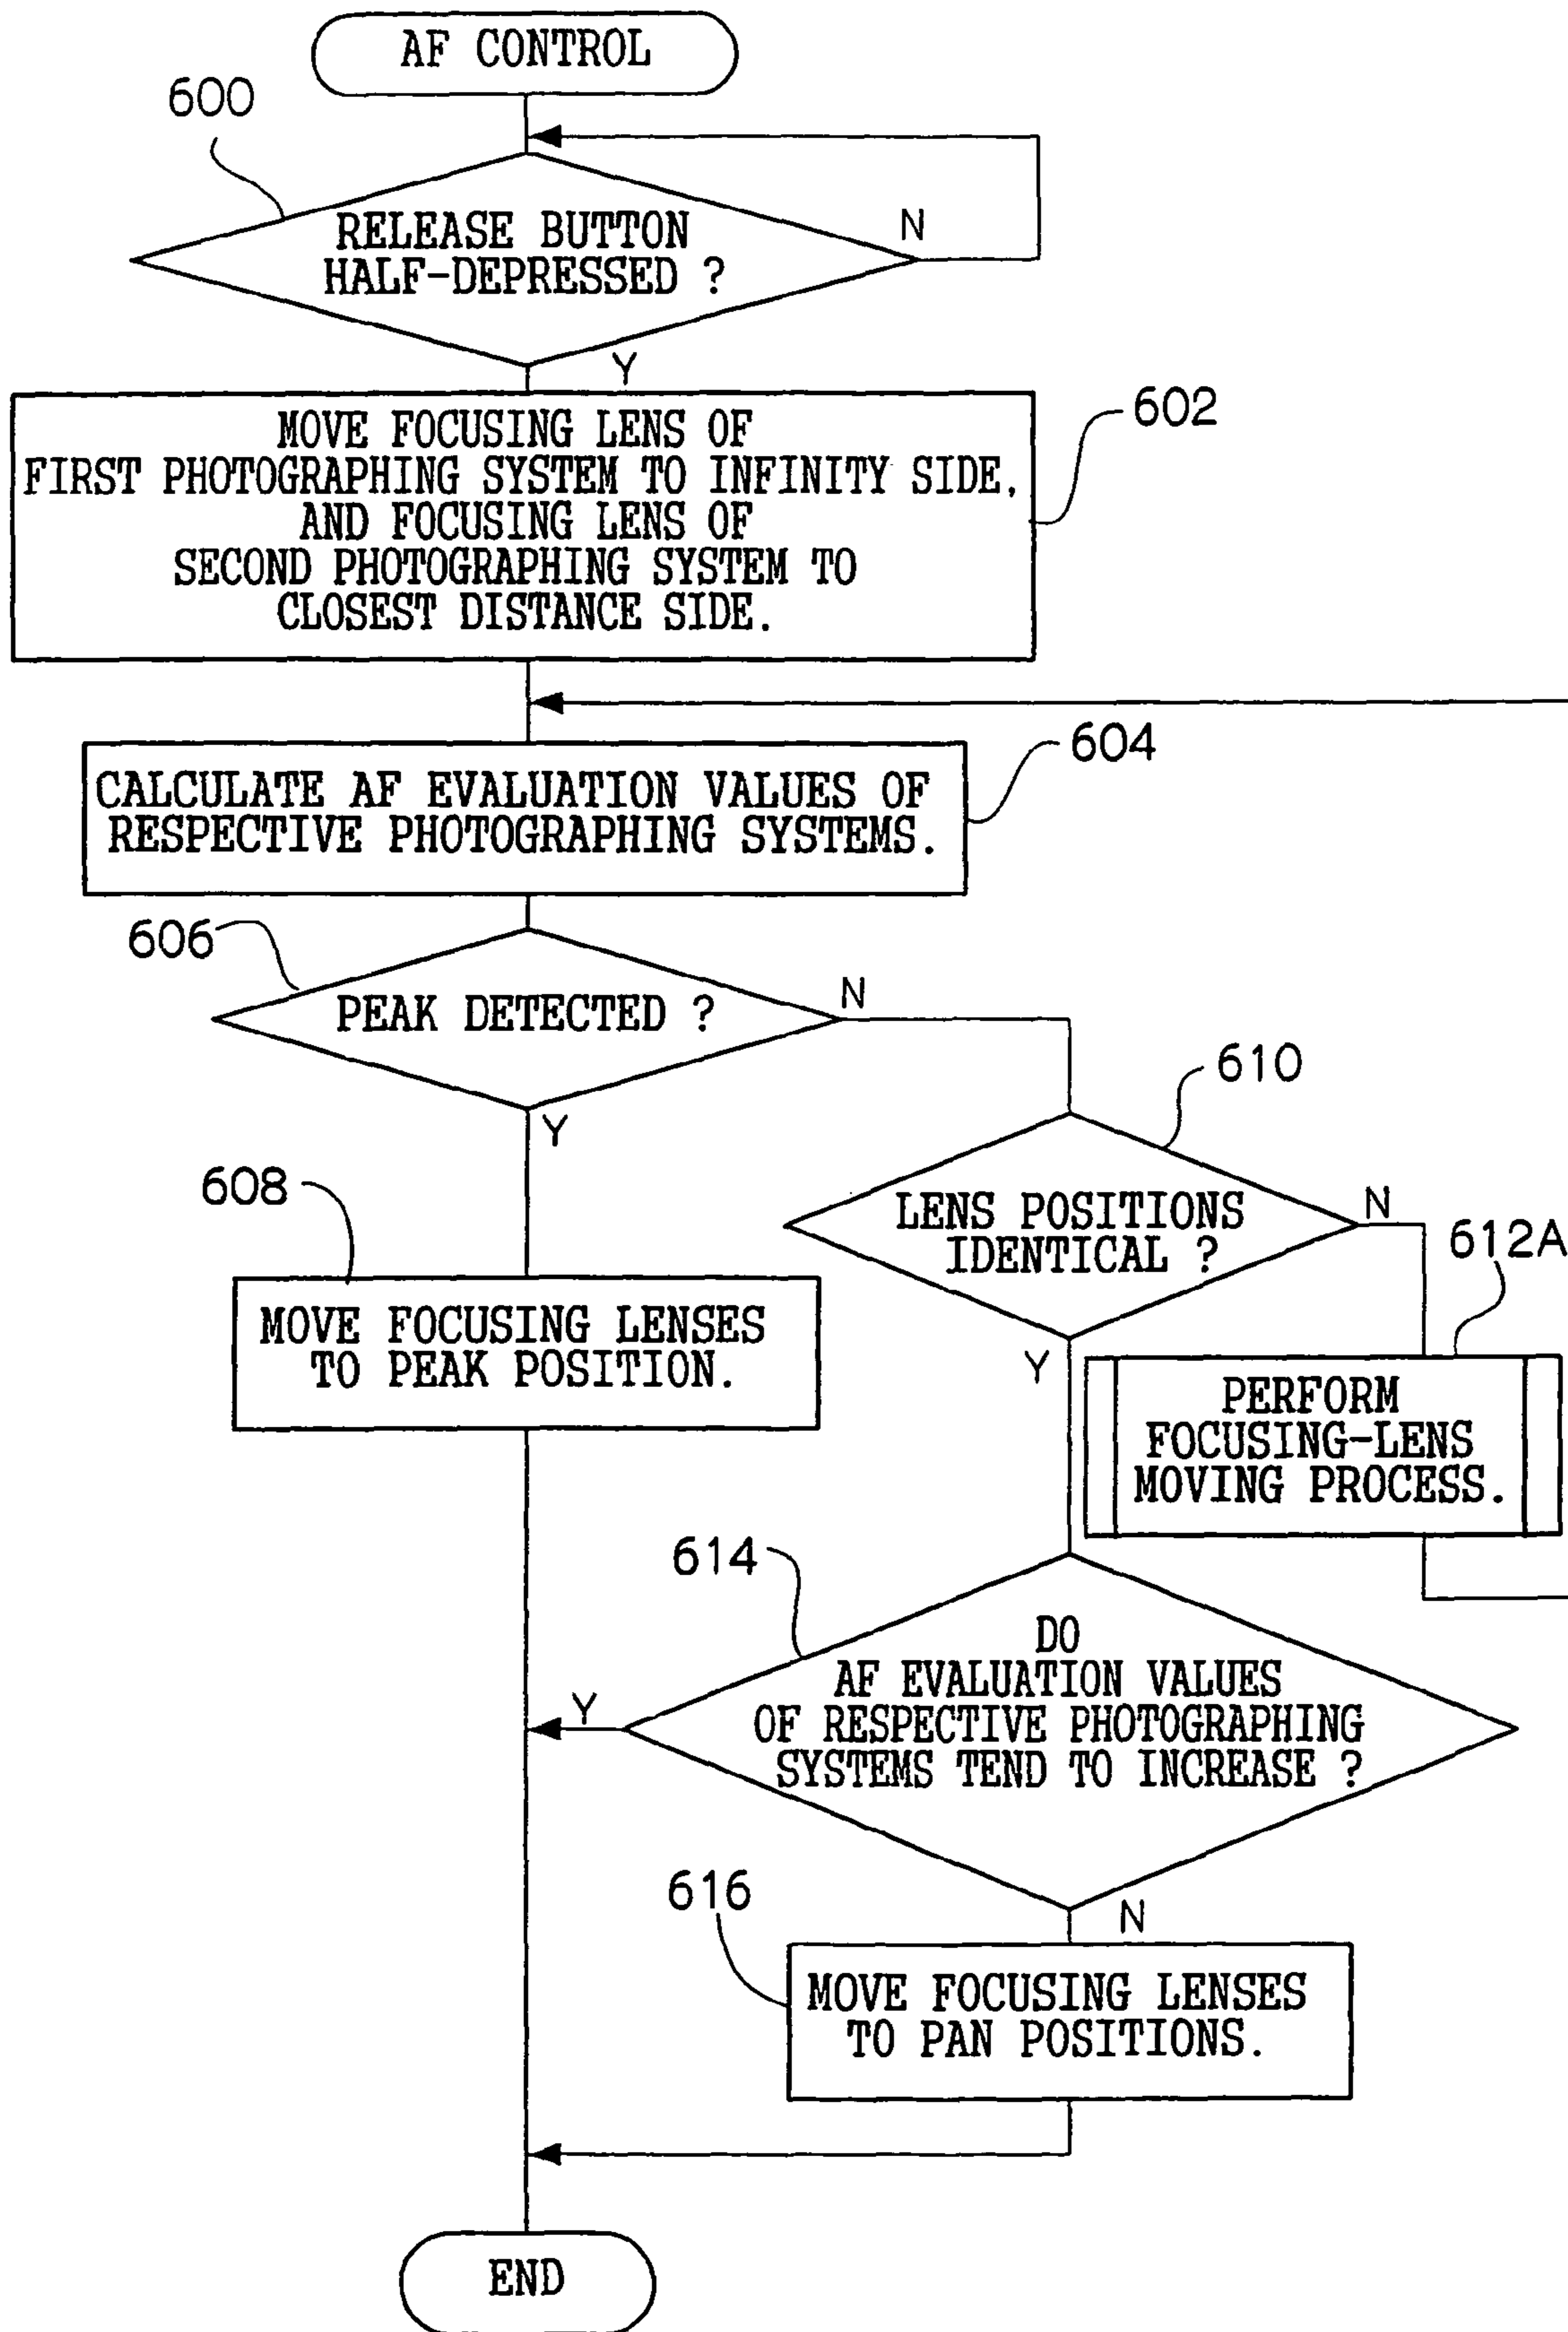 AF CONTROL
600
RELEASE BUTTON
HALF-DEPRESSED ?
N
Y
602
MOVE FOCUSING LENS OF
FIRST PHOTOGRAPHING SYSTEM TO INFINITY SIDE,
AND FOCUSING LENS OF
SECOND PHOTOGRAPHING SYSTEM TO
CLOSEST DISTANCE SIDE.
604
CALCULATE AF EVALUATION VALUES OF
RESPECTIVE PHOTOGRAPHING SYSTEMS.
606
PEAK DETECTED ?
N
Y
610
LENS POSITIONS
IDENTICAL ?
N
Y
608
MOVE FOCUSING LENSES
TO PEAK POSITION.
612A
PERFORM
FOCUSING-LENS
MOVING PROCESS.
614
DO
AF EVALUATION VALUES
OF RESPECTIVE PHOTOGRAPHING
SYSTEMS TEND TO INCREASE ?
Y
N
616
MOVE FOCUSING LENSES
TO PAN POSITIONS.
END